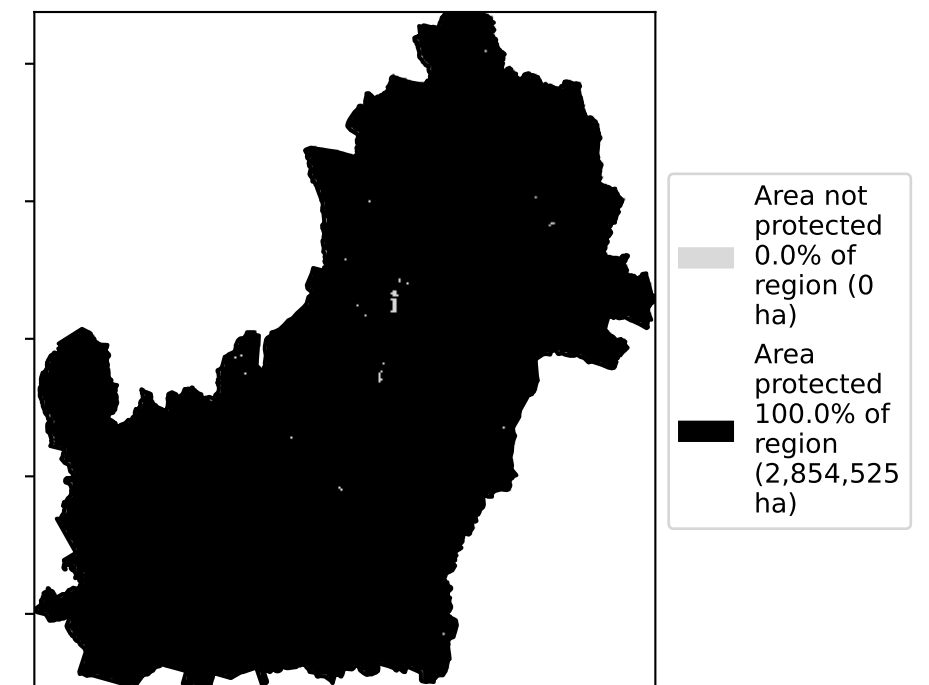 Area not
protected
0.0% of
region (0
ha)
Area
protected
100.0% of
region
(2,854,525
ha)